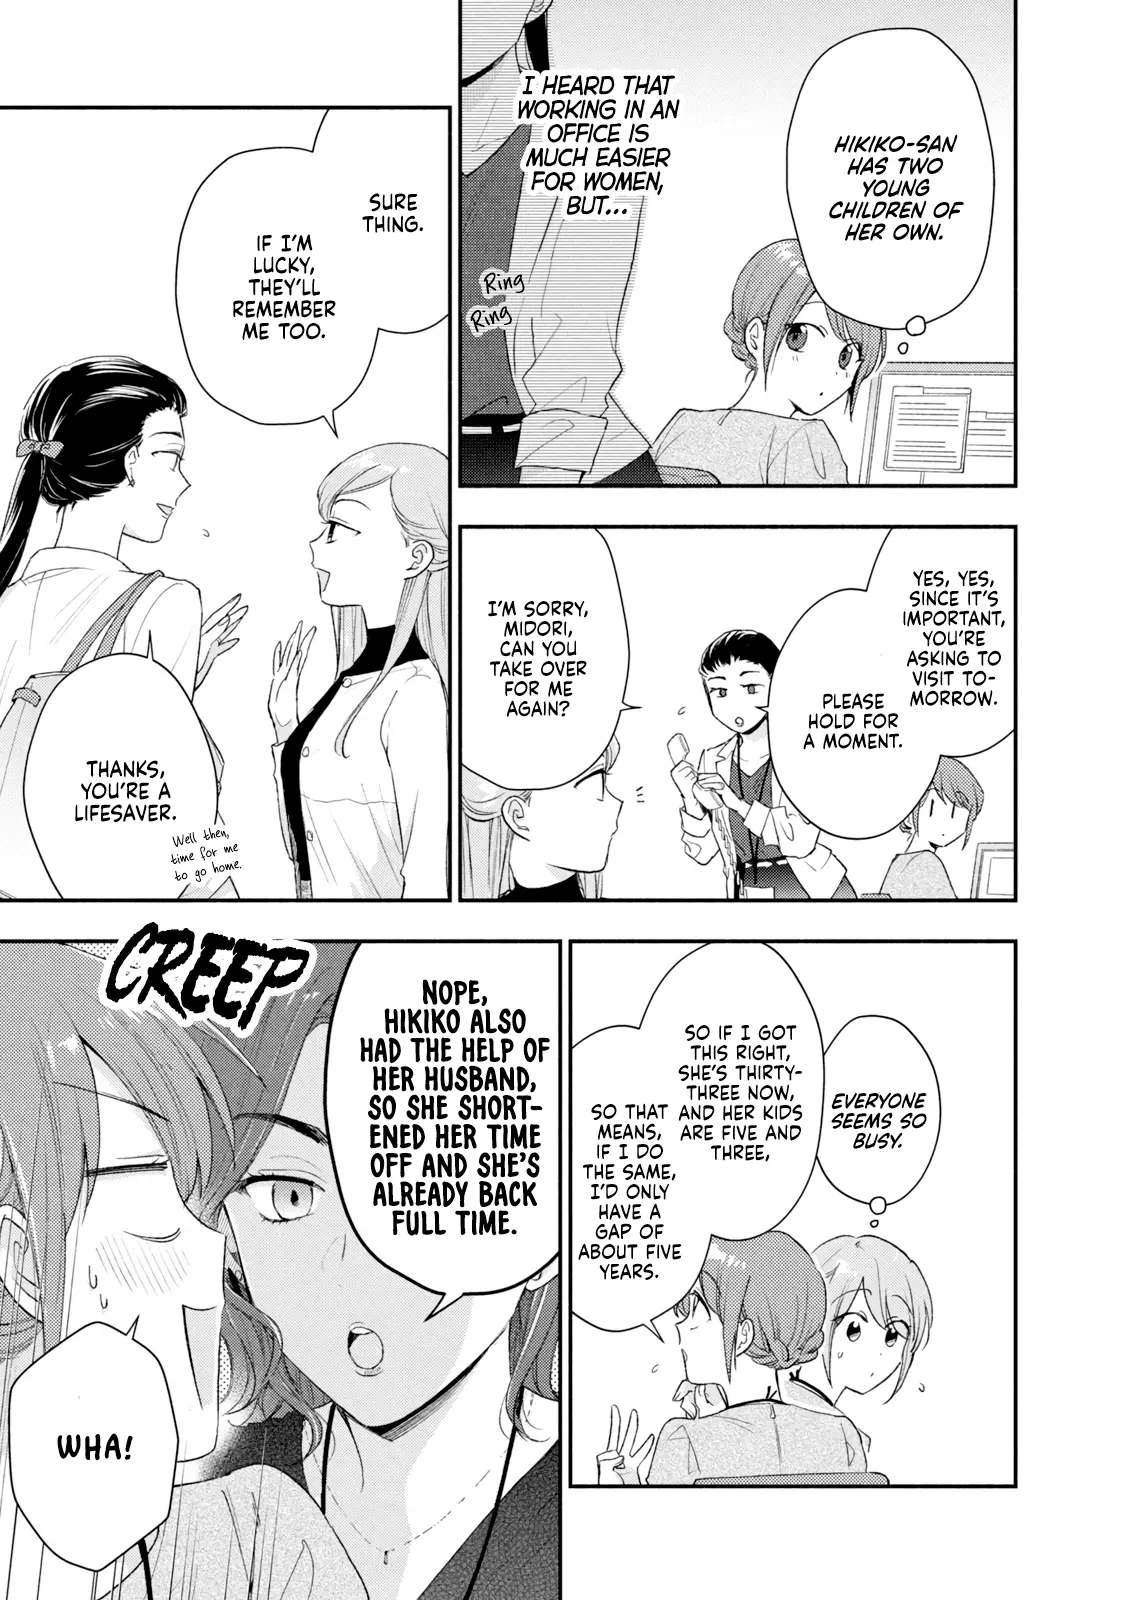 HIKIKO-SAN
HAS TWO
YOUNG
CHILDREN OF
HER OWN.
I HEARD THAT
WORKING IN AN
OFFICE IS
MUCH EASIER
FOR WOMEN,
BUT...
Ring
Ring
YES, YES,
SINCE IT'S
IMPORTANT,
YOU'RE
ASKING TO
VISIT TO-
MORROW.
PLEASE
HOLD FOR
A MOMENT.
I'M SORRY,
MIDORI,
CAN YOU
TAKE OVER
FOR ME
AGAIN?
SURE
THING.
IF I'M
LUCKY,
THEY'LL
REMEMBER
ME TOO.
THANKS,
YOU'RE A
LIFESAVER.
Well then,
time for me
to go home.
EVERYONE
SEEMS SO
BUSY.
SO IF I GOT
THIS RIGHT,
SHE'S THIRTY-
THREE NOW,
AND HER KIDS
ARE FIVE AND
THREE,
SO THAT
MEANS,
IF I DO
THE SAME,
I'D ONLY
HAVE A
GAP OF
ABOUT FIVE
YEARS.
NOPE,
HIKIKO ALSO
HAD THE HELP OF
HER HUSBAND,
SO SHE SHORT-
ENED HER TIME
OFF AND SHE'S
ALREADY BACK
FULL TIME.
CREEP
WHA!